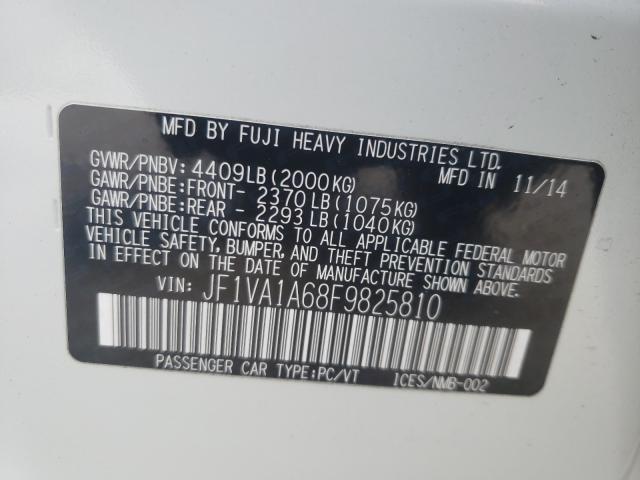 MFD BY FUJI HEAVY INDUSTRIES LTD.
GVWR/PNBV: 4409LB(2000KG) MFD IN 11/14
GAWR/PNBE:FRONT- 2370LB(1075KG)
GAWR/PNBE:REAR - 2293LB(1040KG)
THIS VEHICLE CONFORMS TO ALL APPLICABLE FEDERAL MOTOR
VEHICLE SAFETY, BUMPER, AND THEFT PREVENTION STANDARDS
IN EFFECT ON THE DATE OF MANUFACTURE SHOWN ABOVE.
VIN: JF1VA1A68F9825810
PASSENGER CAR TYPE:PC/VT ICES/NMB-002